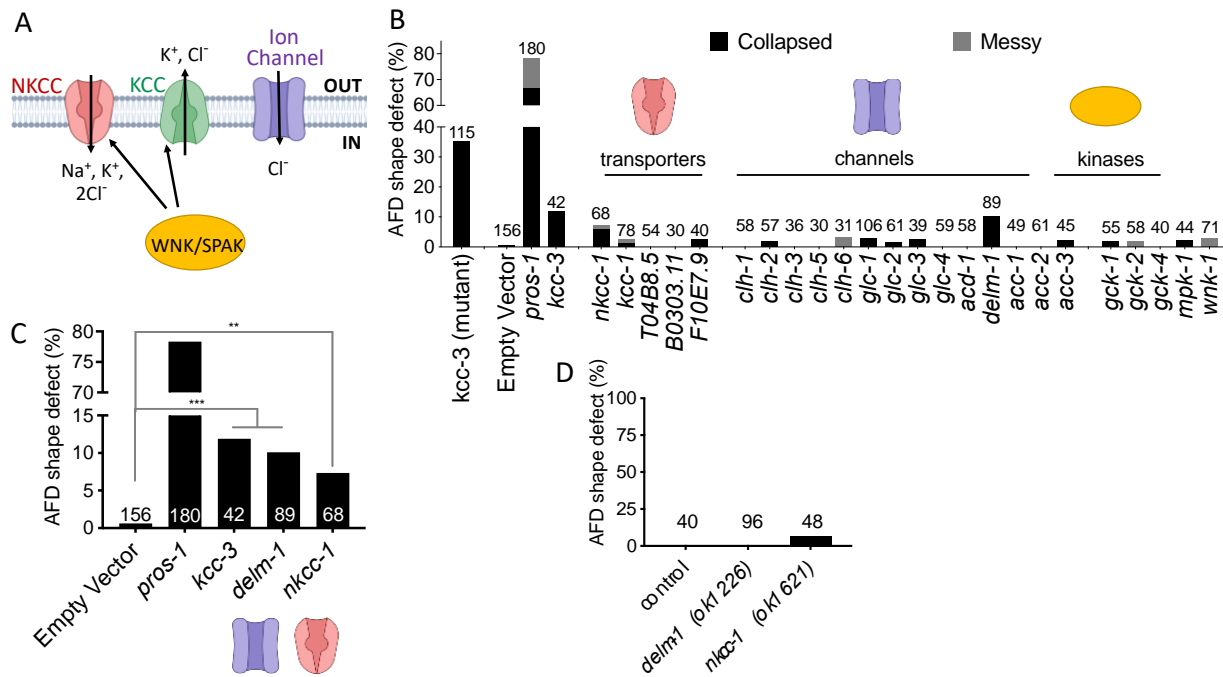 A
NKCC
KCC
K+, Cl-
Ion
Channel
OUT
IN
Na+, K+,
2Cl-
Cl-
WNK/SPAK
B
Collapsed
Messy
AFD shape defect (%)
80
70
60
40
30
20
10
0
transporters
channels
kinases
115
156
180
42
68
78
54
30
40
58
57
36
30
31
106
61
39
59
58
89
49
61
45
55
58
40
44
71
kcc-3 (mutant)
Empty Vector
pros-1
kcc-3
nkcc-1
kcc-1
T04B8.5
B0303.11
F10E7.9
clh-1
clh-2
clh-3
clh-5
clh-6
glc-1
glc-2
glc-3
glc-4
acd-1
delm-1
acc-1
acc-2
acc-3
gck-1
gck-2
gck-4
mpk-1
wnk-1
C
AFD shape defect (%)
80
75
70
15
10
5
0
**
***
156
180
42
89
68
Empty Vector
pros-1
kcc-3
delm-1
nkcc-1
D
AFD shape defect (%)
100
75
50
25
0
40
96
48
control
delm-1 (ok1226)
nkcc-1 (ok1621)